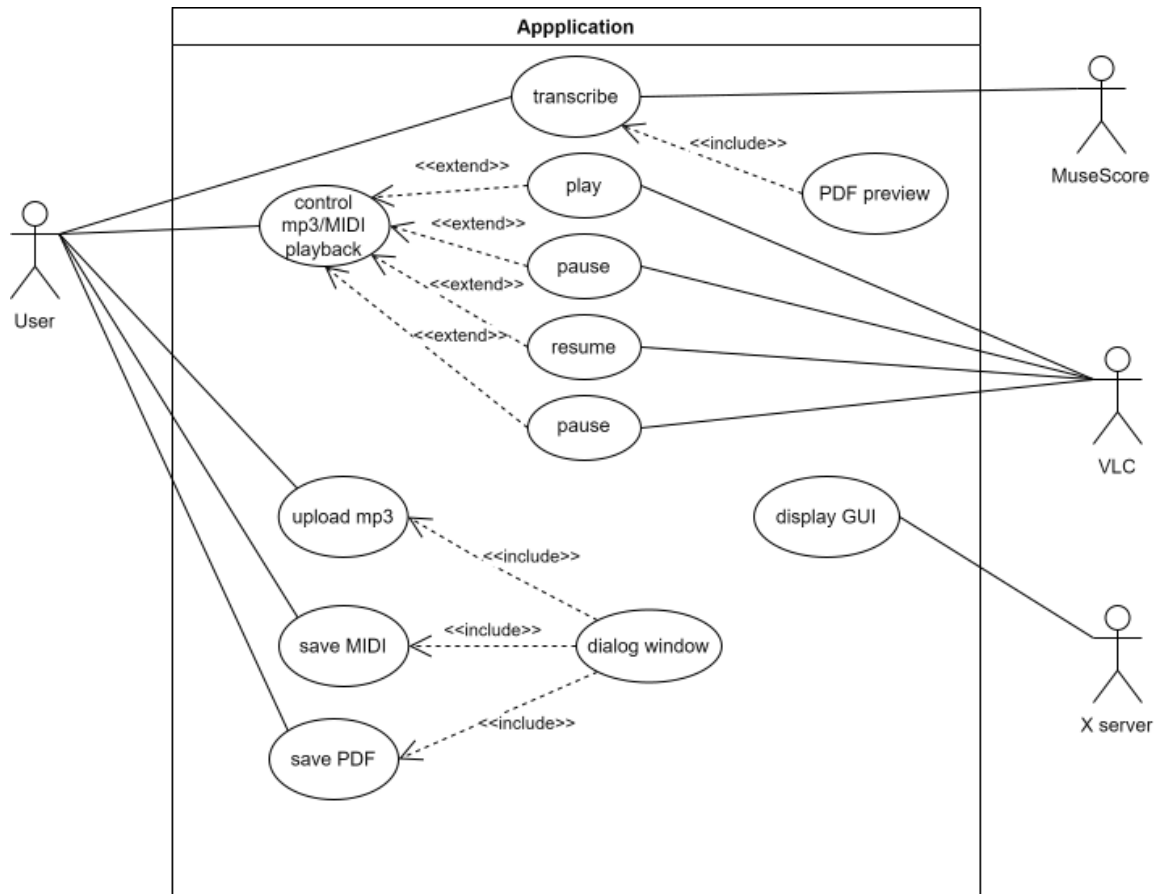 Appplication
transcribe
<<include>>
MuseScore
<<extend>>
play
PDF preview
control
mp3/MIDI
playback
<<extend>>
pause
<<extend>>
User
<<extend>>
resume
pause
VLC
upload mp3
display GUI
<<include>>
save MIDI
<<include>>
dialog window
<<include>>
X server
save PDF